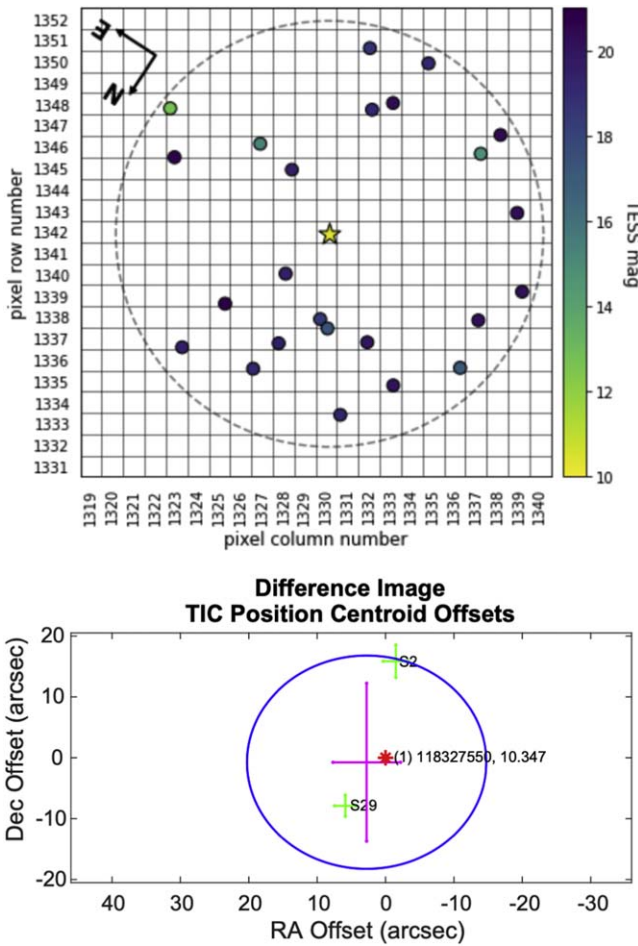 1352
1351
1350
1349
1348
1347
1346
1345
1344
1343
1342
1341
1340
1339
1338
1337
1336
1335
1334
1333
1332
1331
pixel row number
E
N
1319 1320 1321 1322 1323 1324 1325 1326 1327 1328 1329 1330 1331 1332 1333 1334 1335 1336 1337 1338 1339 1340
pixel column number
20
18
16
14
12
10
TESS mag
Difference Image
TIC Position Centroid Offsets
20
10
0
-10
-20
Dec Offset (arcsec)
S2
(1) 118327550, 10.347
S29
40 30 20 10 0 -10 -20 -30
RA Offset (arcsec)